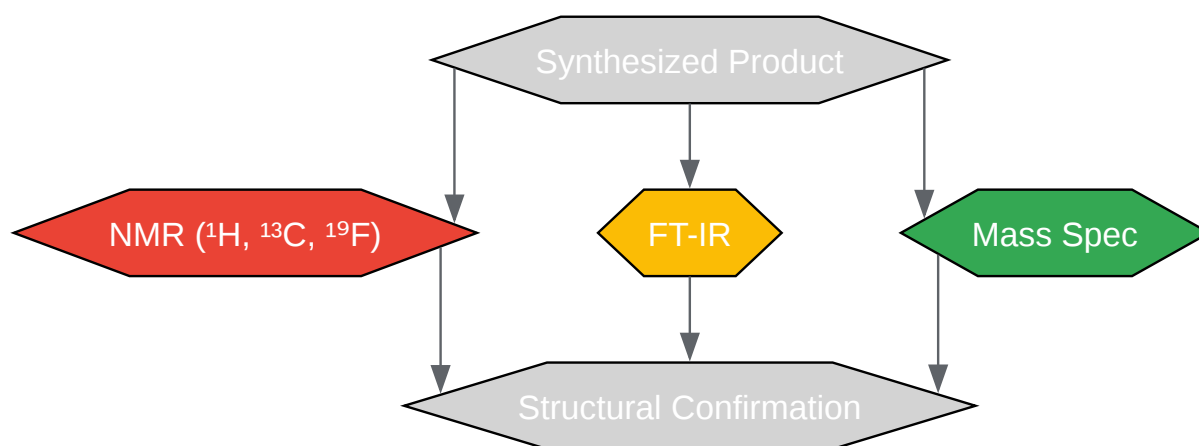 Synthesized Product
NMR (¹H, ¹³C, ¹⁹F)
FT-IR
Mass Spec
Structural Confirmation